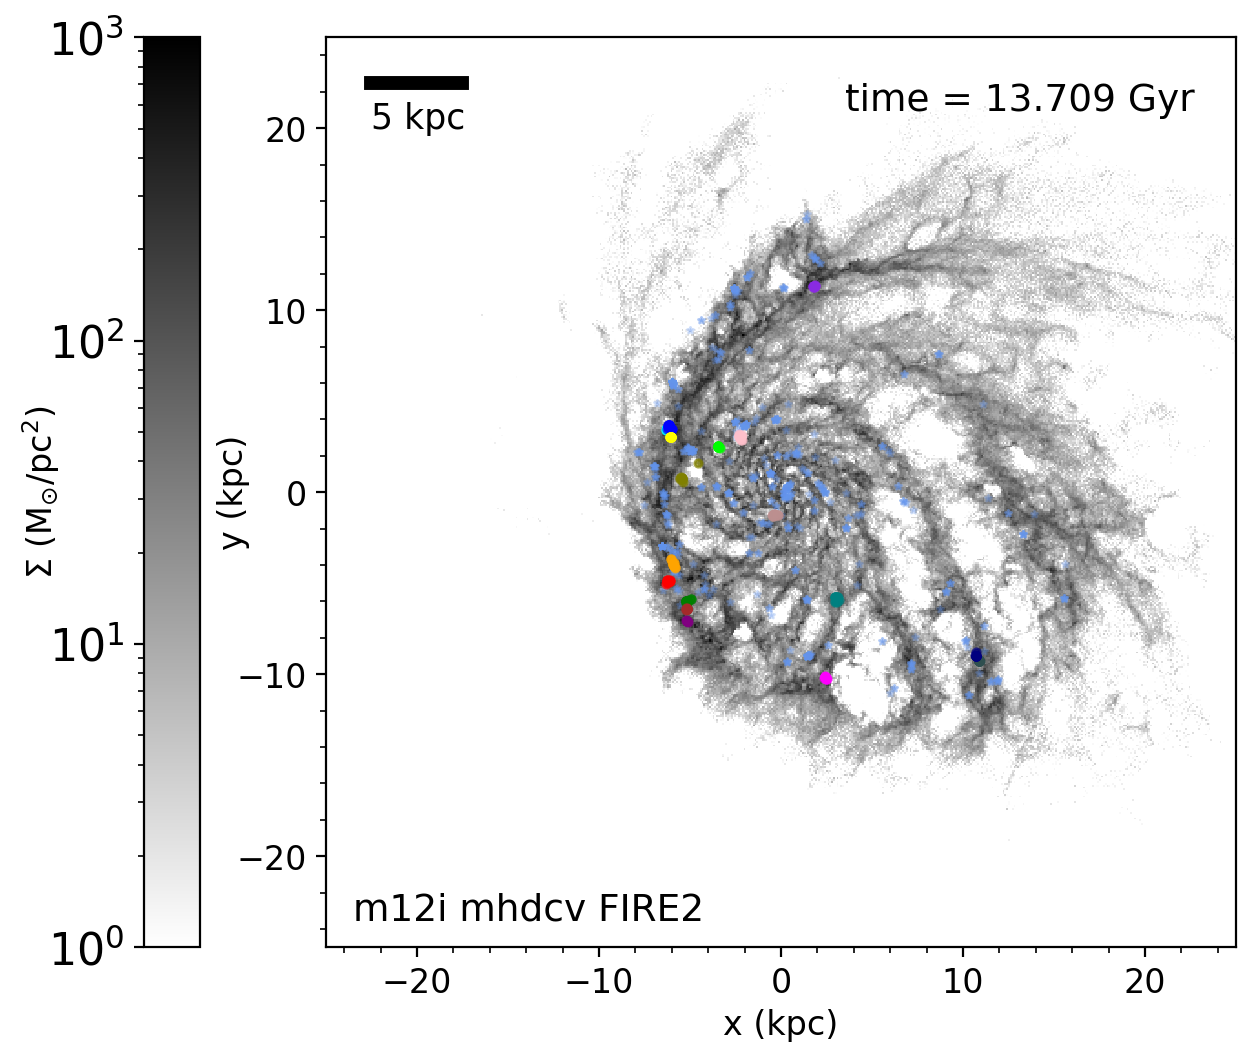 10³
10²
10¹
10⁰
Σ (M☉/pc²)
20
10
0
−10
−20
y (kpc)
5 kpc
time = 13.709 Gyr
m12i mhdcv FIRE2
−20
−10
0
10
20
x (kpc)